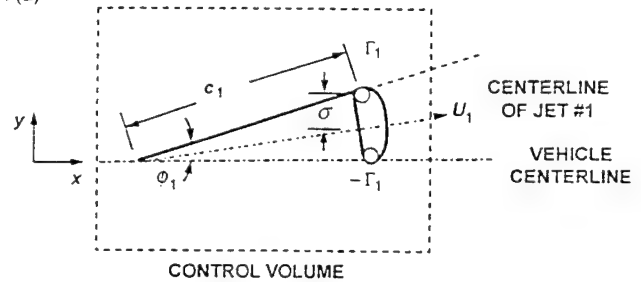 Γ₁
c₁
CENTERLINE
OF JET #1
σ
U₁
y
x
VEHICLE
CENTERLINE
Φ₁
−Γ₁
CONTROL VOLUME